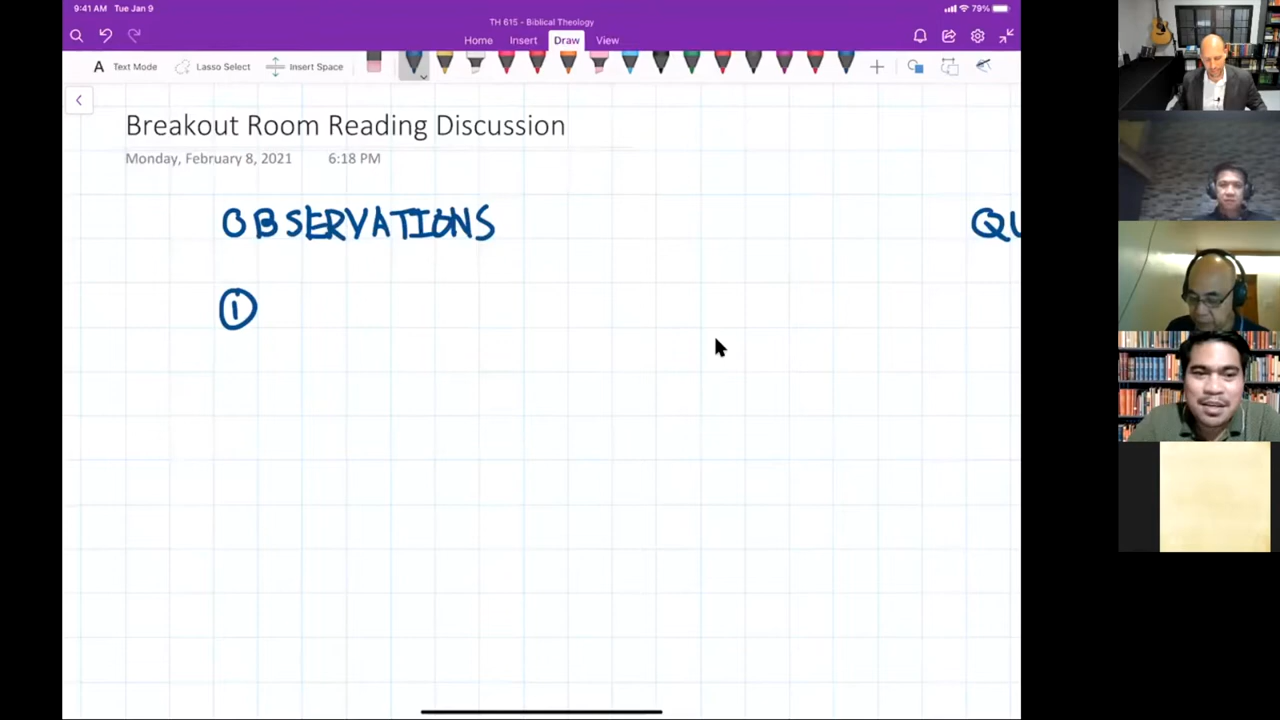 9:41 AM Tue Jan 9
79%
TH 615 - Biblical Theology
Home Insert Draw View
Text Mode Lasso Select Insert Space
Breakout Room Reading Discussion
Monday, February 8, 2021 6:18 PM
OBSERVATIONS QU
1